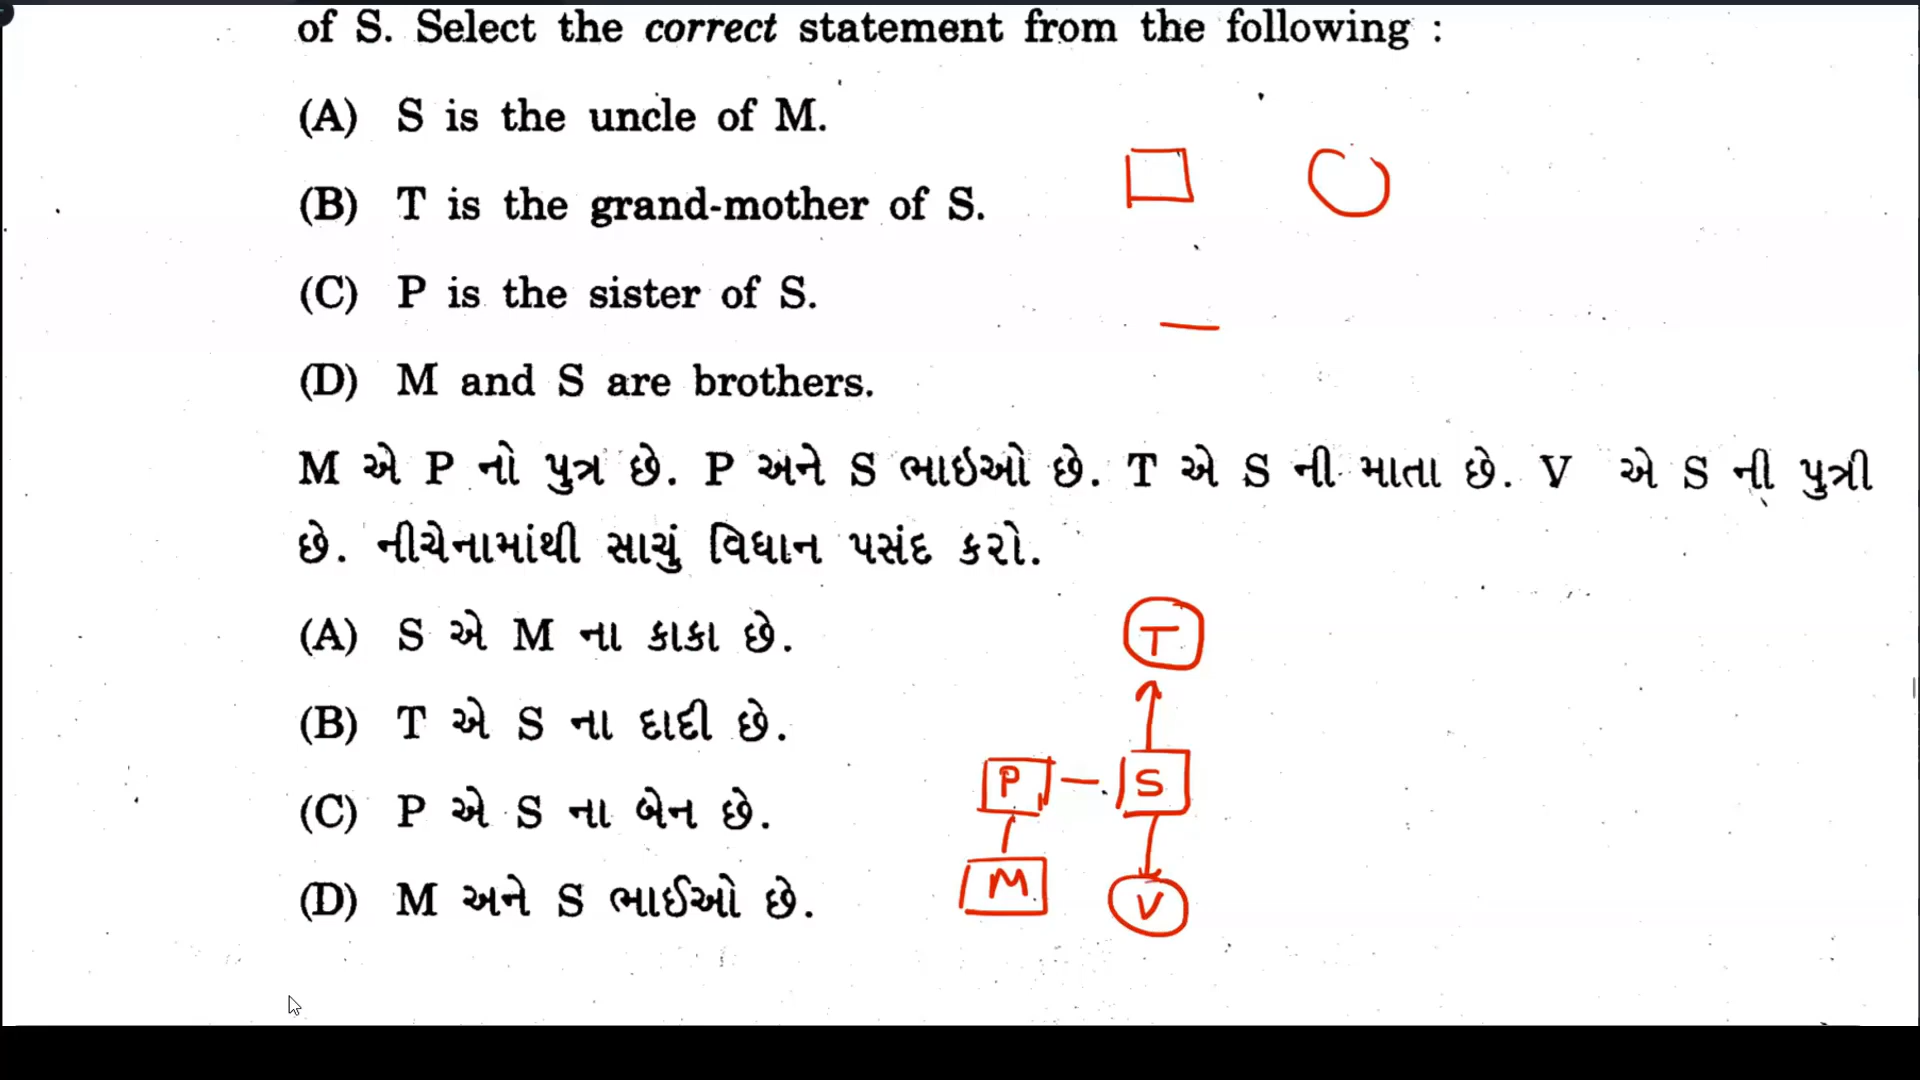 of S. Select the correct statement from the following :
(A) S is the uncle of M.
(B) T is the grand-mother of S.
(C) P is the sister of S.
(D) M and S are brothers.
M એ P નો પુત્ર છે. P અને S ભાઇઓ છે. T એ S ની માતા છે. V એ S ની પુત્રી
છે. નીચેનામાંથી સાચું વિધાન પસંદ કરો.
(A) S એ M ના કાકા છે.
(B) T એ S ના દાદી છે.
(C) P એ S ના બેન છે.
(D) M અને S ભાઈઓ છે.
T
P — S
M V